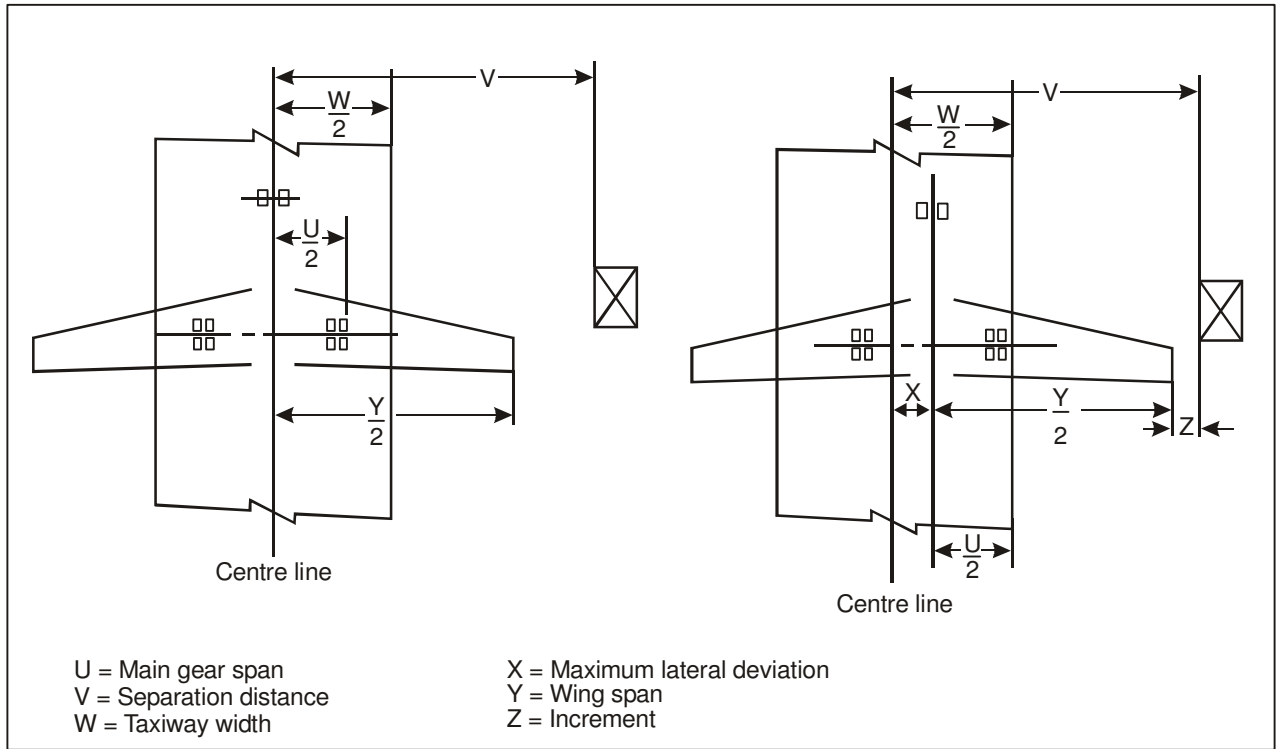 V
W
2
U
2
Y
2
Centre line
V
W
2
X
Y
2
Z
U
2
Centre line
U = Main gear span
V = Separation distance
W = Taxiway width
X = Maximum lateral deviation
Y = Wing span
Z = Increment